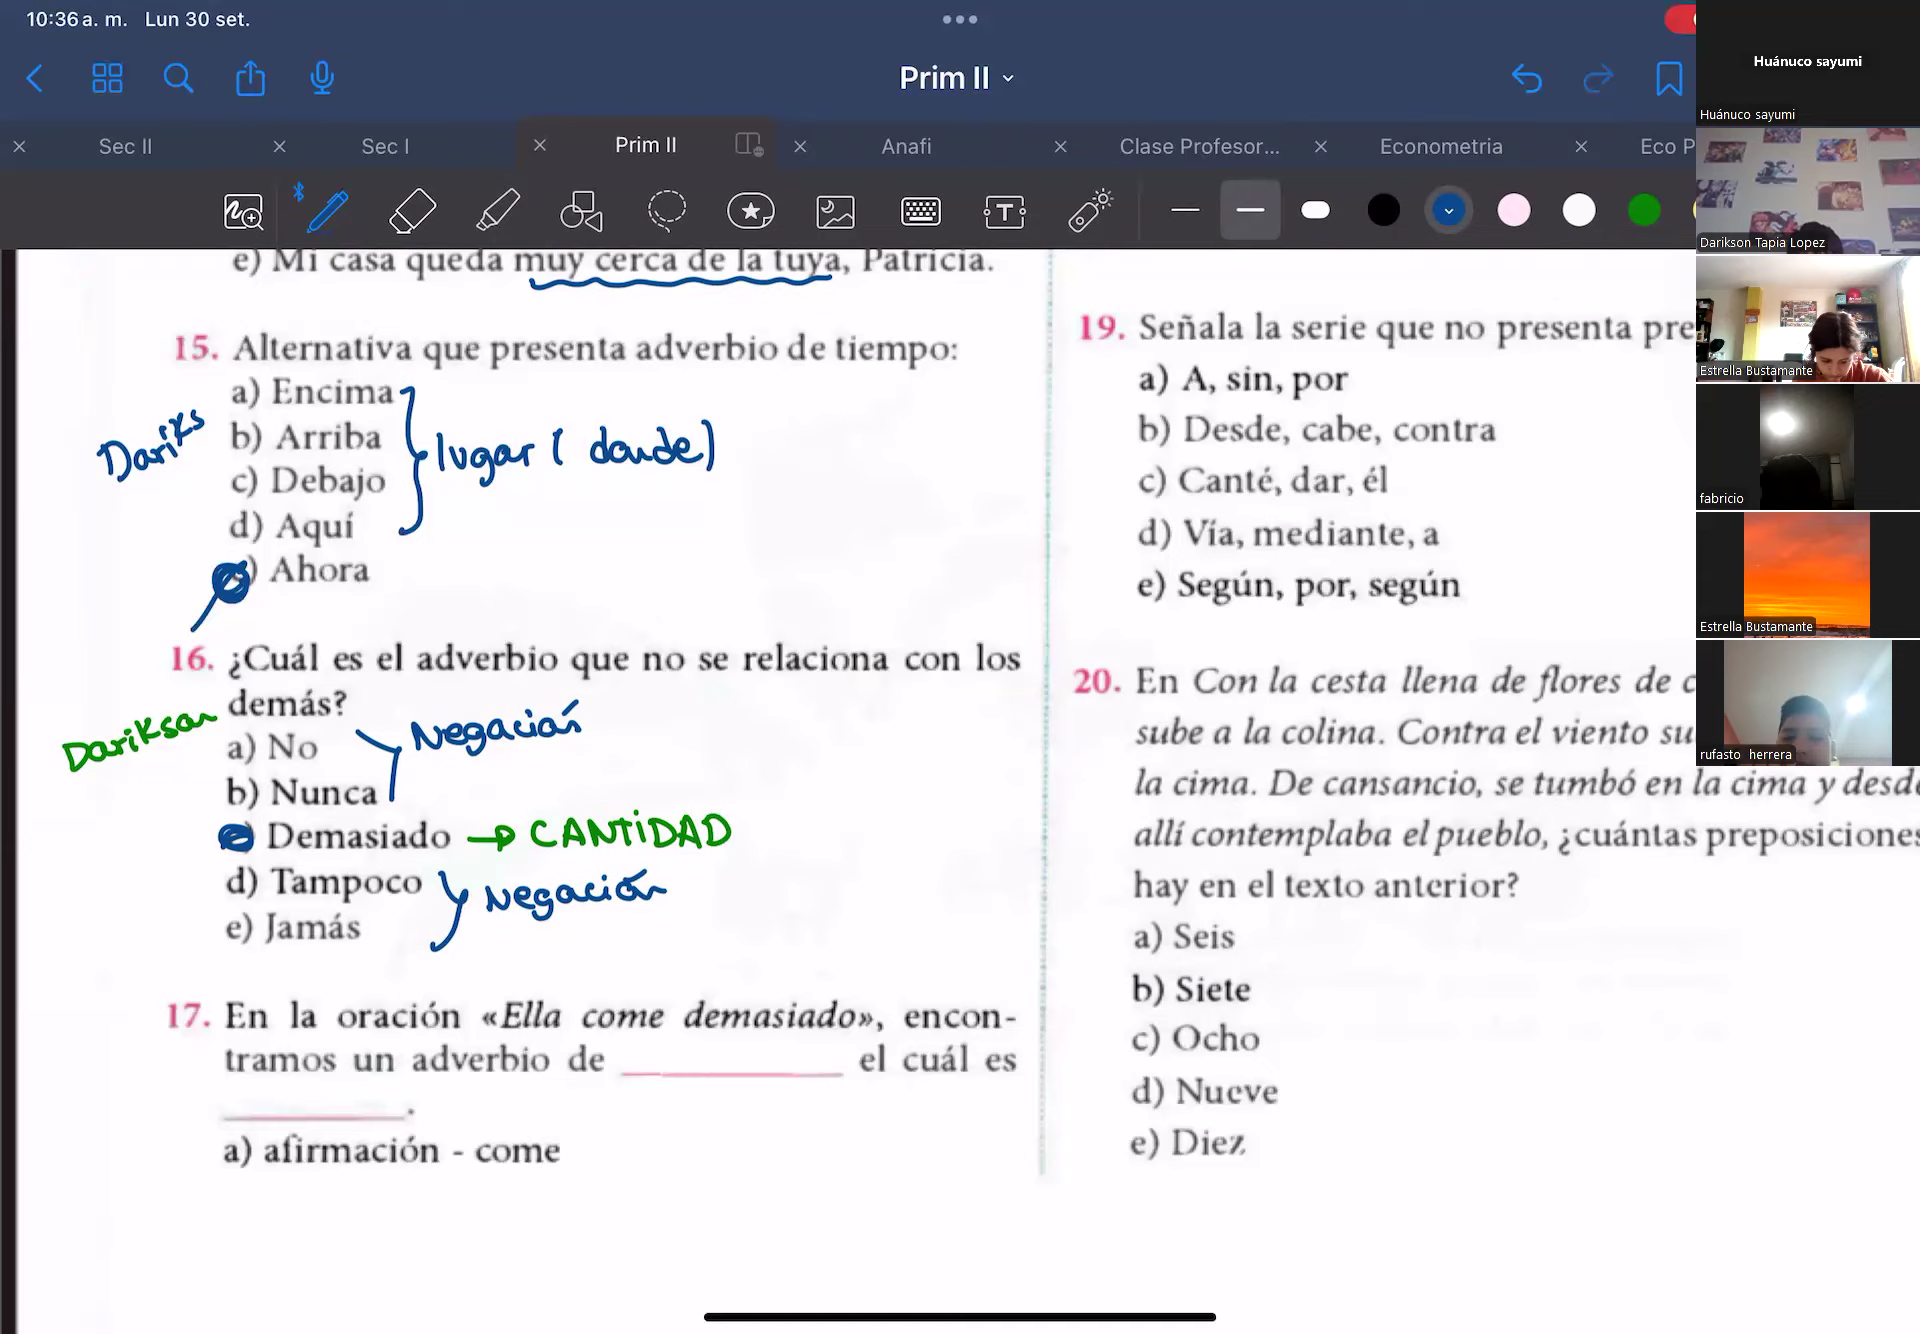 10:36 a. m. Lun 30 set.
Prim II
Sec II
Sec I
Prim II
Anafi
Clase Profesor...
Econometria
Eco P
e) Mi casa queda muy cerca de la tuya, Patricia.
15. Alternativa que presenta adverbio de tiempo:
a) Encima
b) Arriba
c) Debajo
d) Aquí
) Ahora
Dariks
lugar ( donde)
16. ¿Cuál es el adverbio que no se relaciona con los
demás?
Darikson
a) No
b) Nunca
Negación
) Demasiado → CANTIDAD
d) Tampoco
e) Jamás
Negación
17. En la oración «Ella come demasiado», encon-
tramos un adverbio de ____________ el cuál es
__________.
a) afirmación - come
19. Señala la serie que no presenta pre
a) A, sin, por
b) Desde, cabe, contra
c) Canté, dar, él
d) Vía, mediante, a
e) Según, por, según
20. En Con la cesta llena de flores de c
sube a la colina. Contra el viento su
la cima. De cansancio, se tumbó en la cima y desde
allí contemplaba el pueblo, ¿cuántas preposiciones
hay en el texto anterior?
a) Seis
b) Siete
c) Ocho
d) Nueve
e) Diez
Huánuco sayumi
Huánuco sayumi
Darikson Tapia Lopez
Estrella Bustamante
fabricio
Estrella Bustamante
rufasto herrera